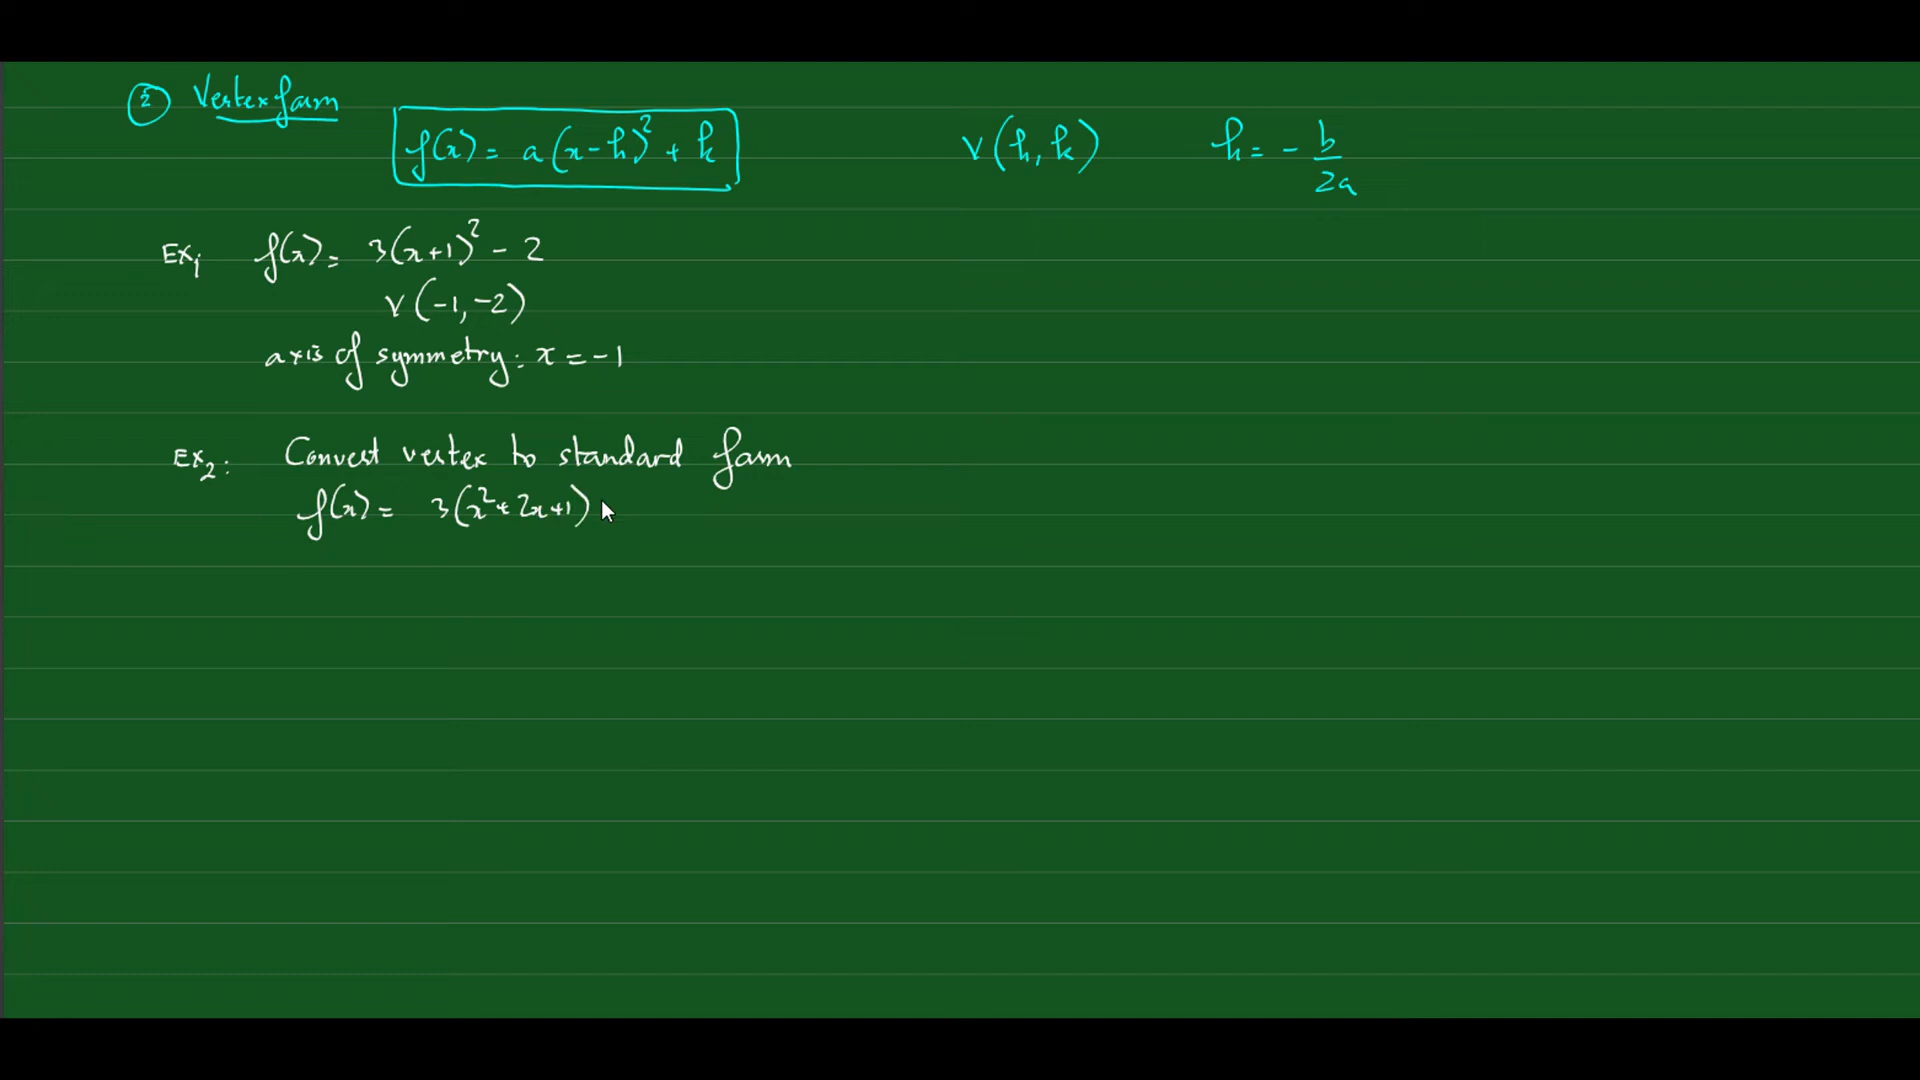 ② Vertex form
f(x) = a(x-h)² + k V(h, k) h = - b/2a
Ex₁ f(x) = 3(x+1)² - 2
V(-1, -2)
axis of symmetry: x = -1
Ex₂: Convert vertex to standard form
f(x) = 3(x² + 2x + 1)